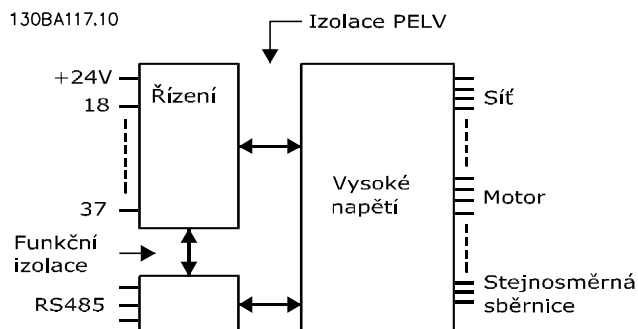 130BA117.10
Izolace PELV
+24V
Řízení
18
Síť
Vysoké
napětí
37
Motor
Funkční
izolace
RS485
Stejnosměrná
sběrnice